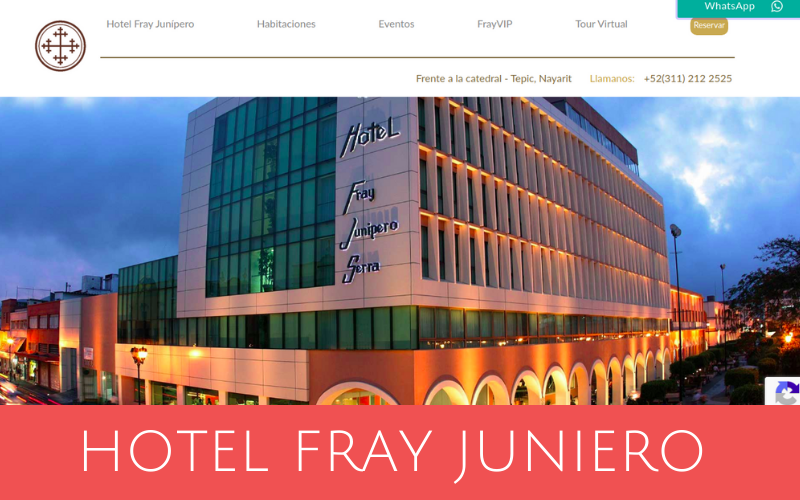 WhatsApp
Hotel Fray Junípero Habitaciones Eventos FrayVIP Tour Virtual Reservar
Frente a la catedral - Tepic, Nayarit Llamanos: +52(311) 212 2525
Hotel
Fray
Junipero
Serra
HOTEL FRAY JUNIERO